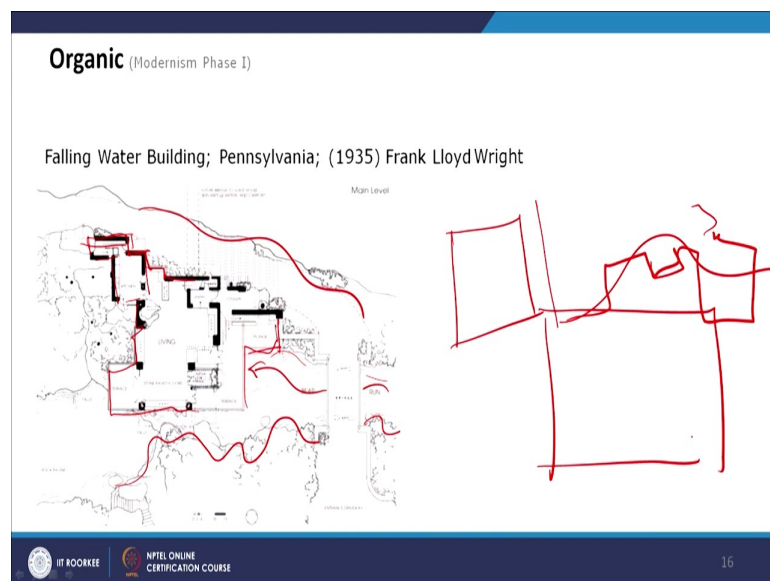 Organic (Modernism Phase I)
Falling Water Building; Pennsylvania; (1935) Frank Lloyd Wright
Main Level
LIVING
IIT ROORKEE
NPTEL ONLINE
CERTIFICATION COURSE
16